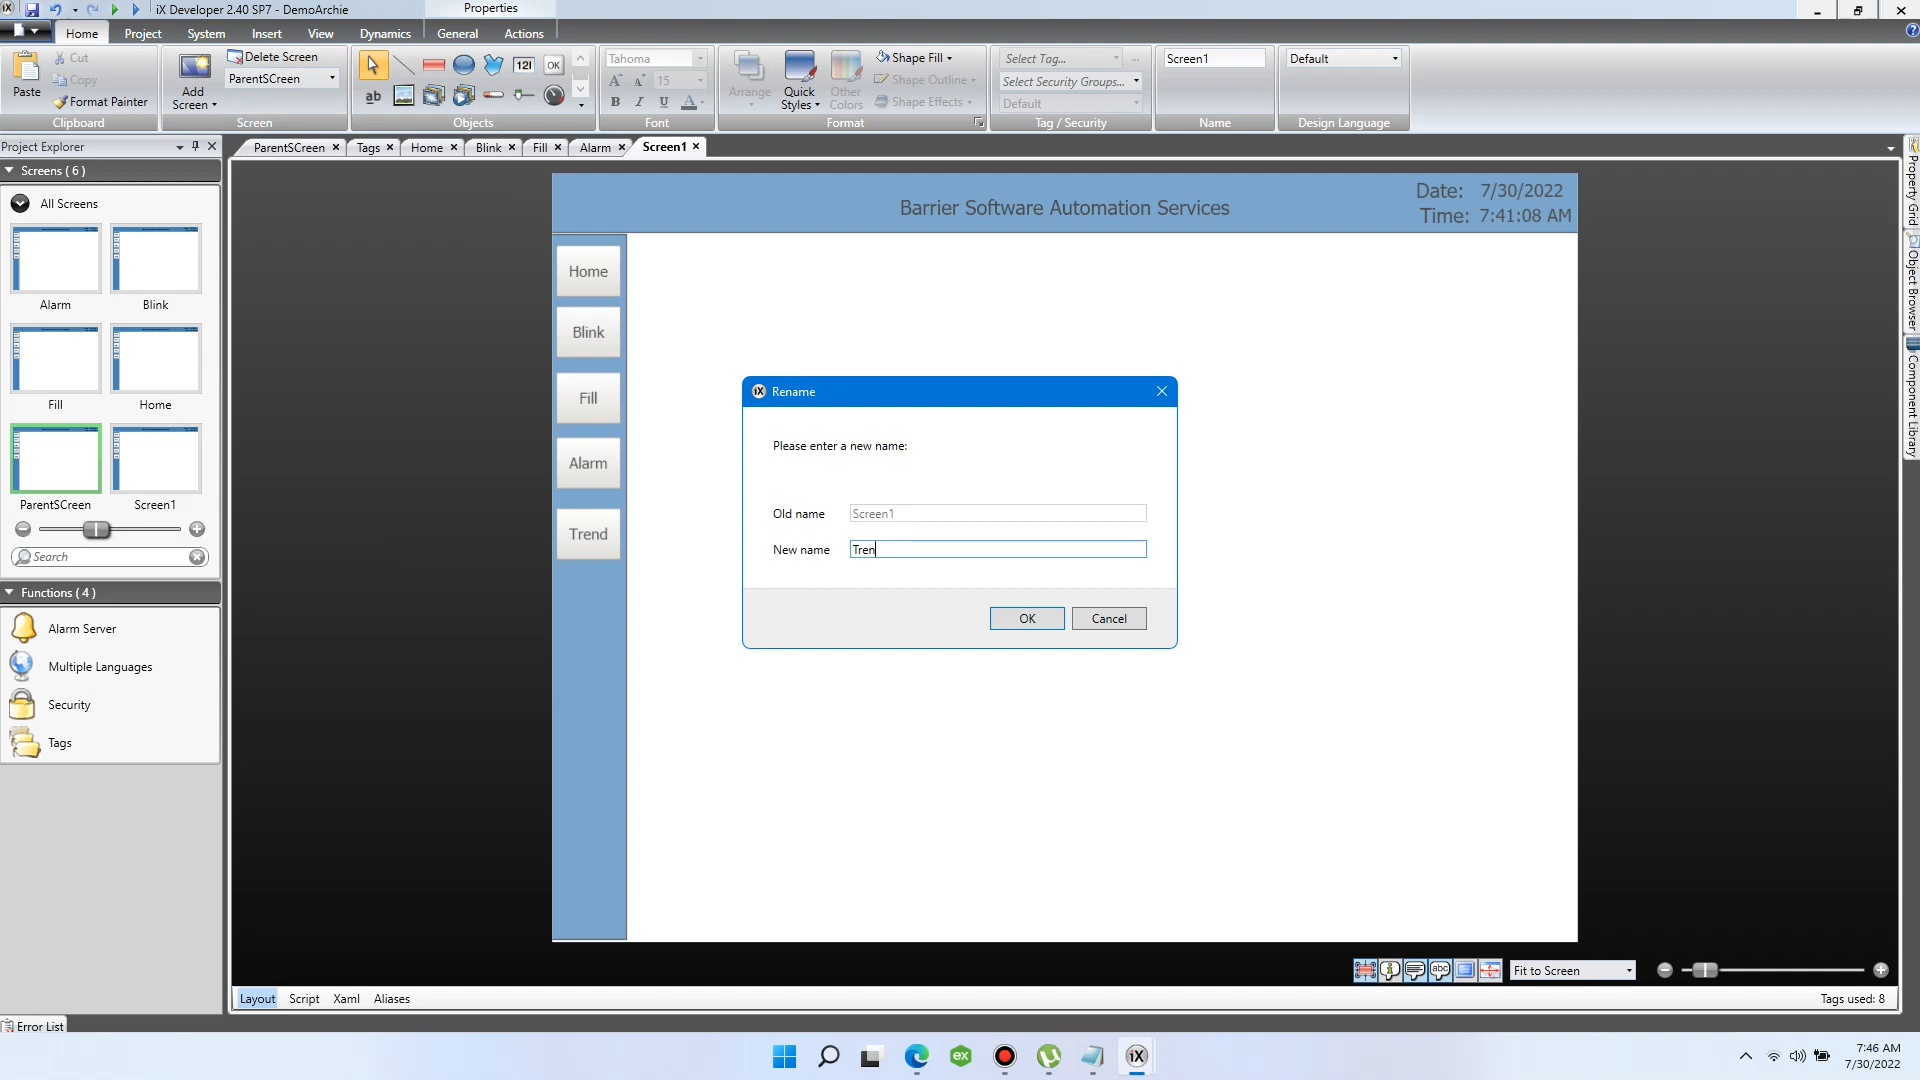 iX Developer 2.40 SP7 - DemoArchie
Properties
Home
Project
System
Insert
View
Dynamics
General
Actions
Paste
Cut
Copy
Format Painter
Clipboard
Add
Screen
Delete Screen
ParentSCreen
Screen
ab
12I
OK
Objects
Tahoma
A A 15
B I U A
Font
Arrange
Quick
Styles
Other
Colors
Shape Fill
Shape Outline
Shape Effects
Format
Select Tag...
Select Security Groups...
Default
Tag / Security
Screen1
Name
Default
Design Language
Project Explorer
Screens ( 6 )
All Screens
Alarm
Blink
Fill
Home
ParentSCreen
Screen1
Search
Functions ( 4 )
Alarm Server
Multiple Languages
Security
Tags
ParentSCreen
Tags
Home
Blink
Fill
Alarm
Screen1
Barrier Software Automation Services
Date: 7/30/2022
Time: 7:41:08 AM
Home
Blink
Fill
Alarm
Trend
iX Rename
Please enter a new name:
Old name Screen1
New name Tren
OK
Cancel
Property Grid
Object Browser
Component Library
abc
Fit to Screen
Layout
Script
Xaml
Aliases
Tags used: 8
Error List
ex
iX
7:46 AM
7/30/2022